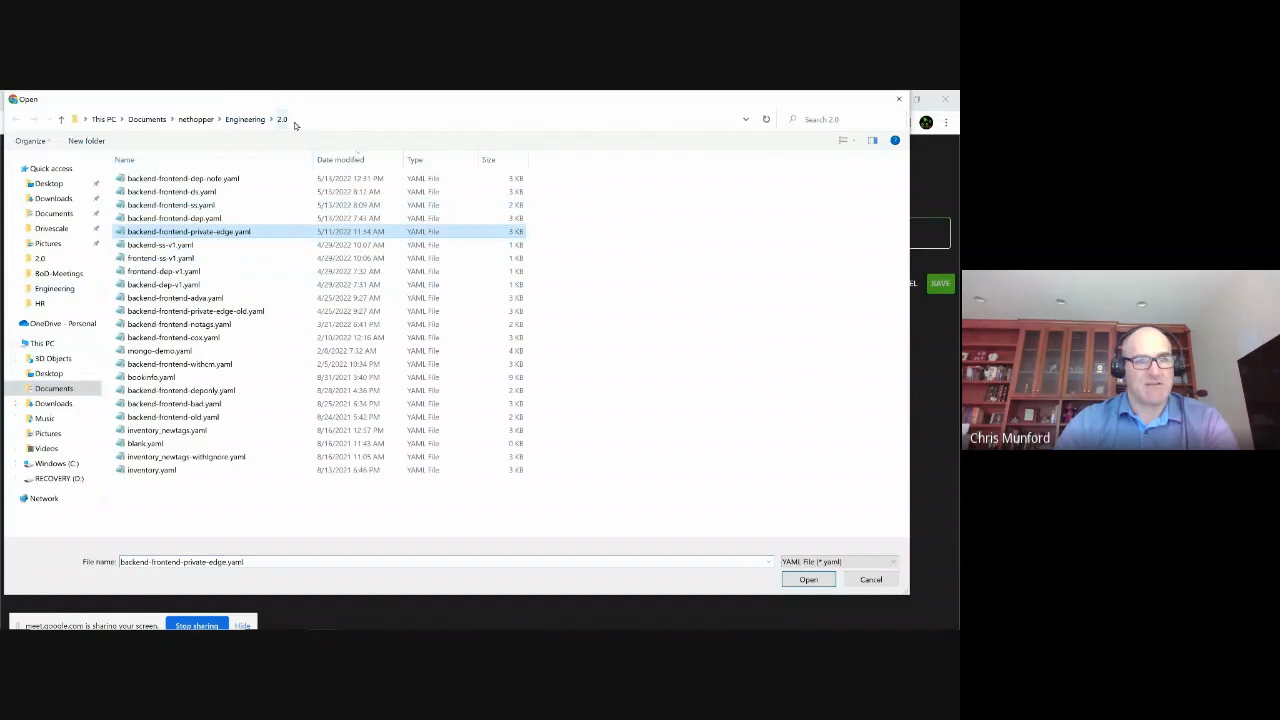 Open
This PC > Documents > nethopper > Engineering > 2.0
Search 2.0
Organize
New folder
Name Date modified Type Size
Quick access
Desktop
Downloads
Documents
Drivescale
Pictures
2.0
BoD-Meetings
Engineering
HR
OneDrive - Personal
This PC
3D Objects
Desktop
Documents
Downloads
Music
Pictures
Videos
Windows (C:)
RECOVERY (D:)
Network
backend-frontend-dep-nofe.yaml 5/13/2022 12:31 PM YAML File 3 KB
backend-frontend-ds.yaml 5/13/2022 8:12 AM YAML File 3 KB
backend-frontend-ss.yaml 5/13/2022 8:09 AM YAML File 2 KB
backend-frontend-dep.yaml 5/13/2022 7:43 AM YAML File 3 KB
backend-frontend-private-edge.yaml 5/11/2022 11:34 AM YAML File 3 KB
backend-ss-v1.yaml 4/29/2022 10:07 AM YAML File 1 KB
frontend-ss-v1.yaml 4/29/2022 10:06 AM YAML File 1 KB
frontend-dep-v1.yaml 4/29/2022 7:32 AM YAML File 1 KB
backend-dep-v1.yaml 4/29/2022 7:31 AM YAML File 1 KB
backend-frontend-adva.yaml 4/25/2022 9:27 AM YAML File 3 KB
backend-frontend-private-edge-old.yaml 4/25/2022 9:27 AM YAML File 3 KB
backend-frontend-notags.yaml 3/21/2022 6:41 PM YAML File 2 KB
backend-frontend-cox.yaml 2/10/2022 12:16 AM YAML File 3 KB
mongo-demo.yaml 2/8/2022 7:32 AM YAML File 4 KB
backend-frontend-withcm.yaml 2/5/2022 10:34 PM YAML File 3 KB
bookinfo.yaml 8/31/2021 3:40 PM YAML File 9 KB
backend-frontend-deponly.yaml 8/28/2021 4:36 PM YAML File 2 KB
backend-frontend-bad.yaml 8/25/2021 6:34 PM YAML File 3 KB
backend-frontend-old.yaml 8/24/2021 5:42 PM YAML File 2 KB
inventory_newtags.yaml 8/16/2021 12:57 PM YAML File 3 KB
blank.yaml 8/16/2021 11:43 AM YAML File 0 KB
inventory_newtags-withIgnore.yaml 8/16/2021 11:05 AM YAML File 3 KB
inventory.yaml 8/13/2021 6:46 PM YAML File 3 KB
File name: backend-frontend-private-edge.yaml YAML File (*.yaml)
Open Cancel
EL SAVE
meet.google.com is sharing your screen. Stop sharing Hide
Chris Munford